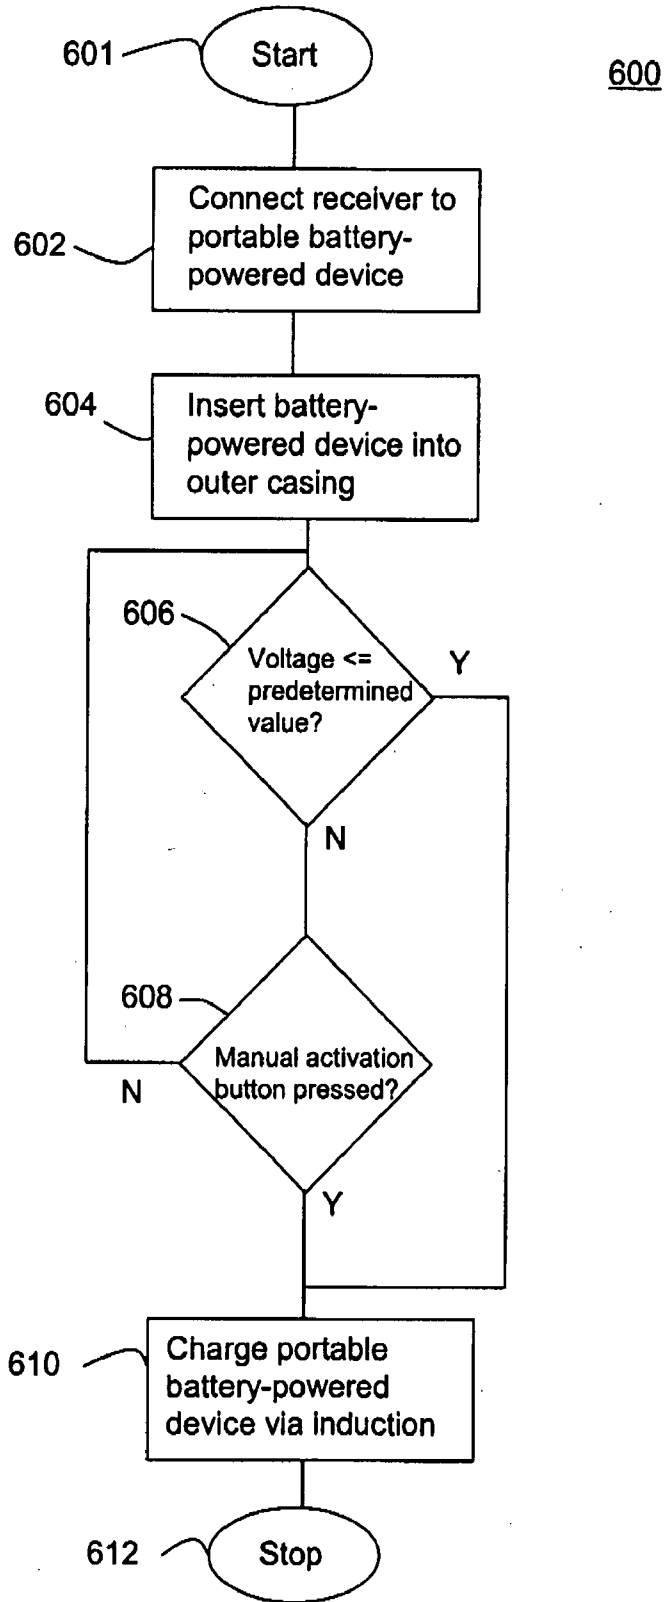 601
Start
600
602
Connect receiver to
portable battery-
powered device
604
Insert battery-
powered device into
outer casing
606
Voltage <=
predetermined
value?
Y
N
608
Manual activation
button pressed?
N
Y
610
Charge portable
battery-powered
device via induction
612
Stop